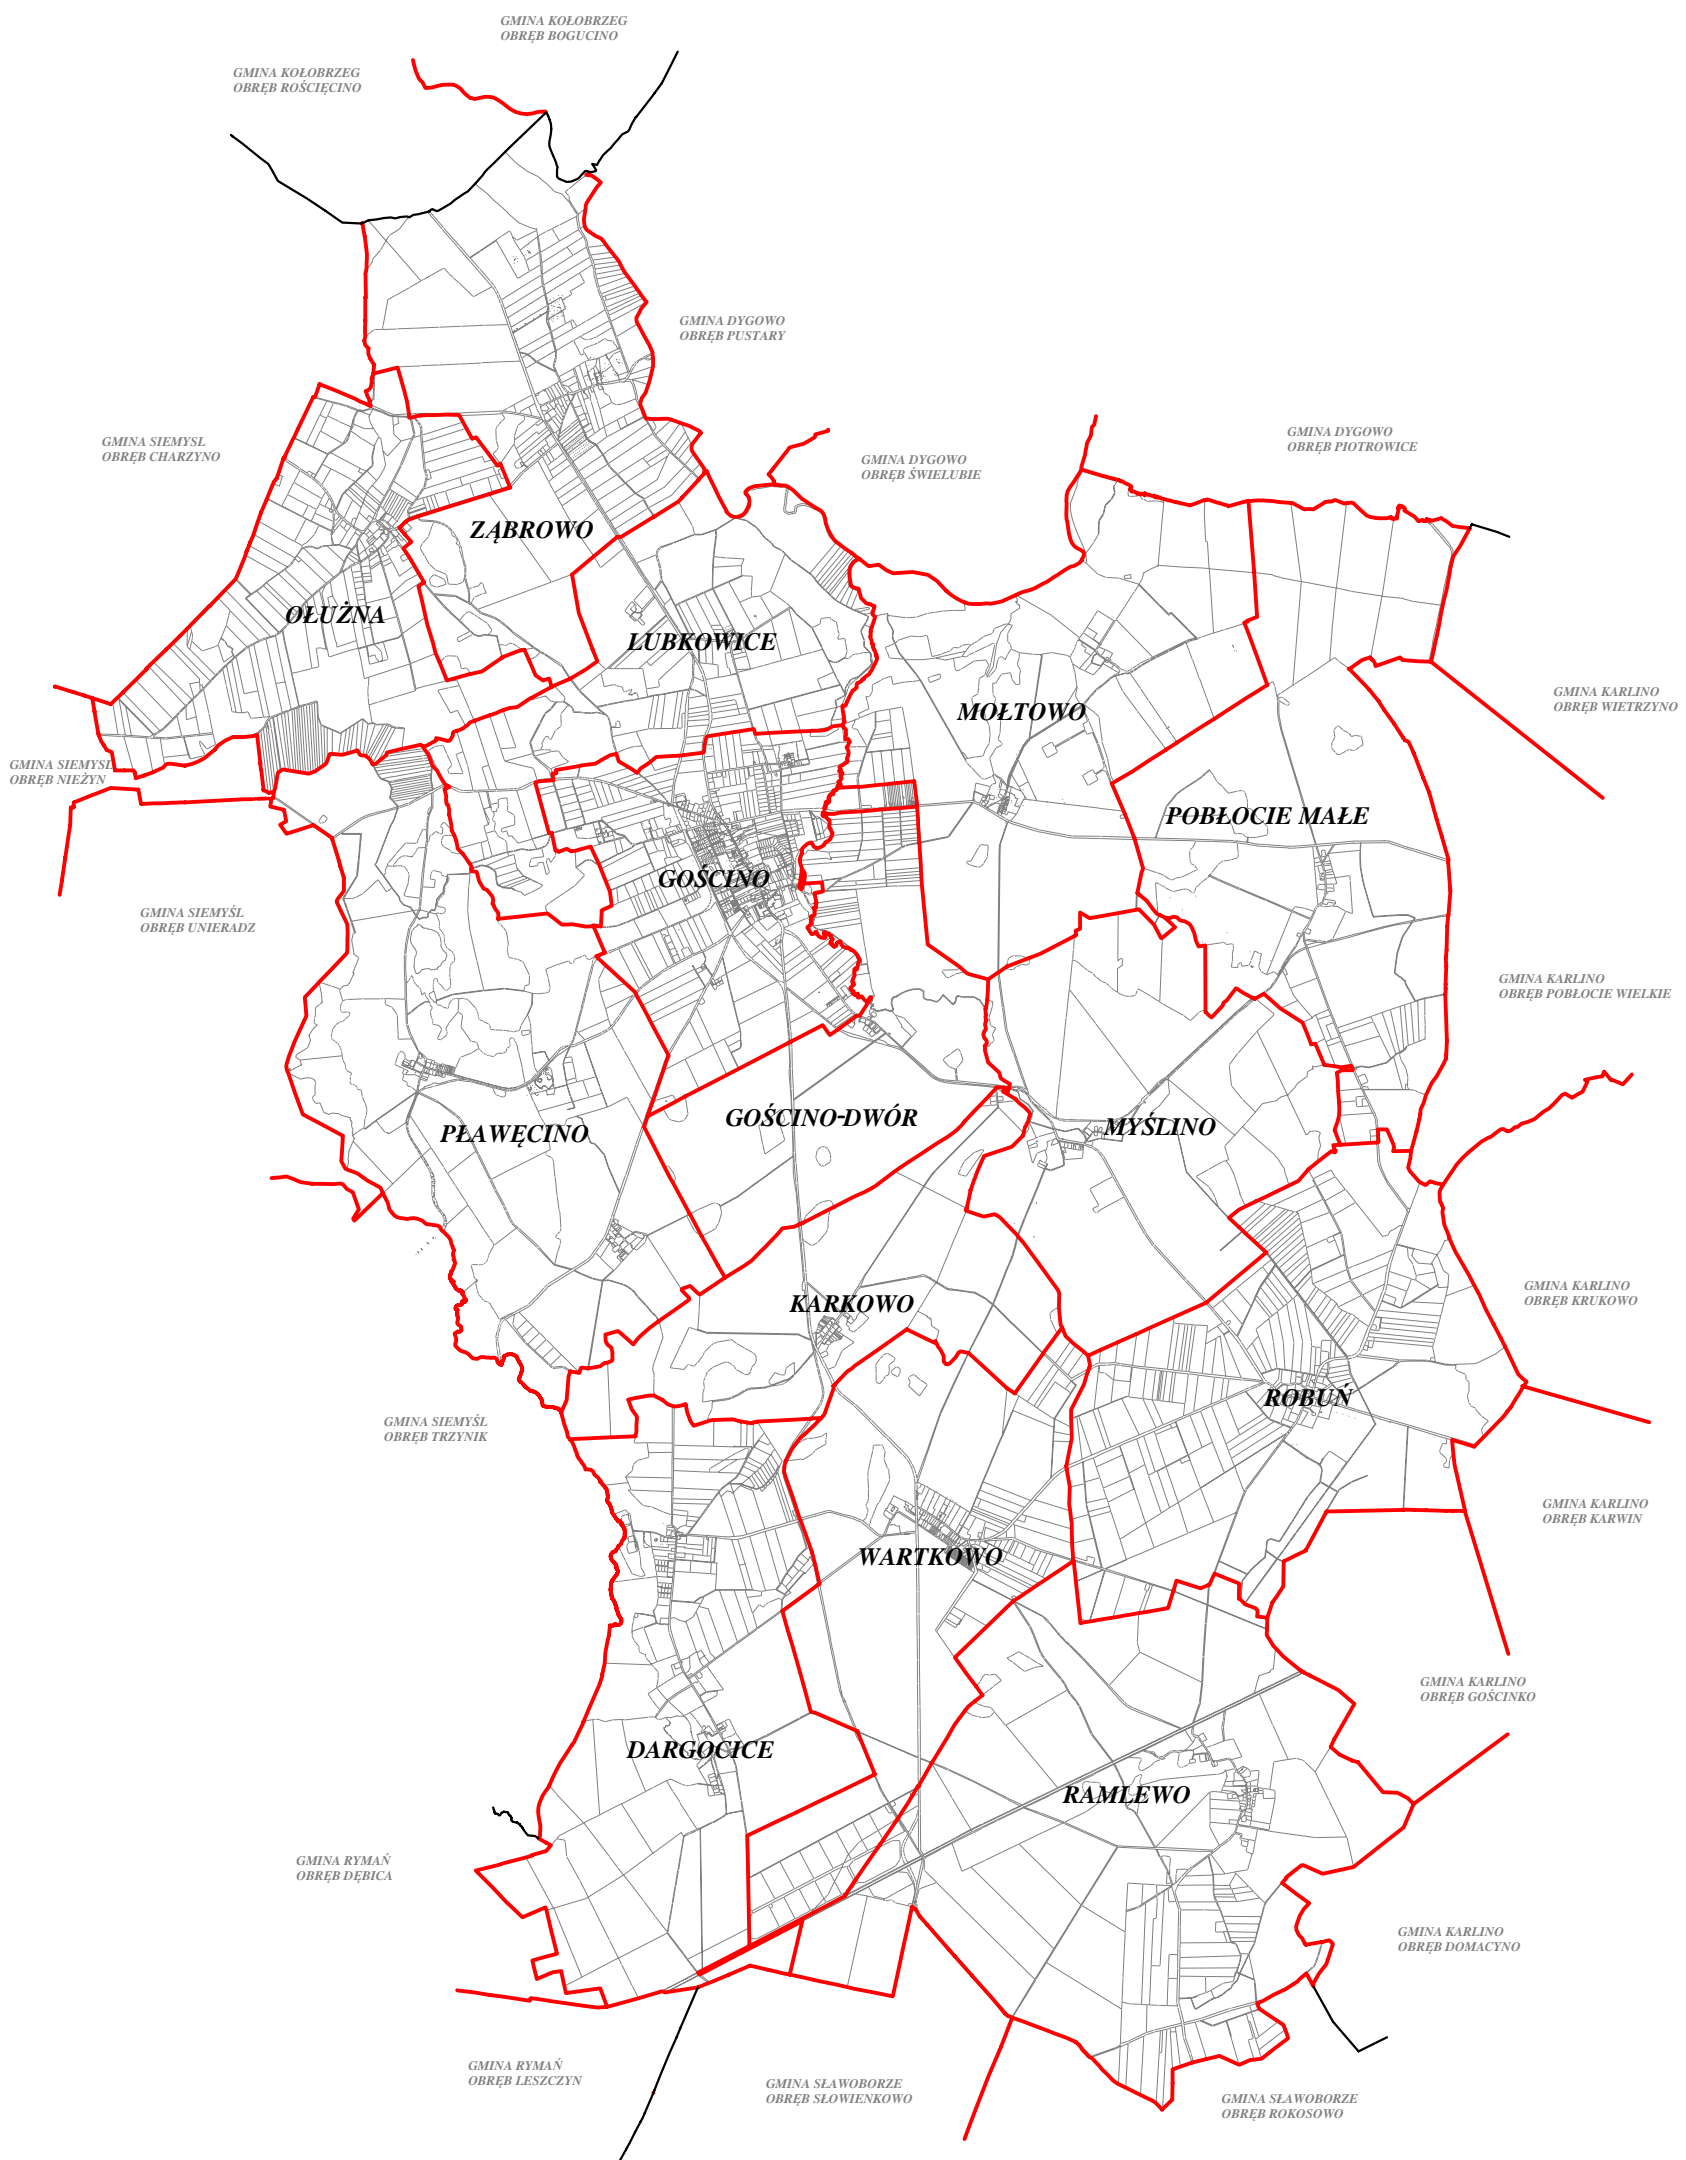 GMINA KOŁOBRZEG
OBRĘB BOGUCINO
GMINA KOŁOBRZEG
OBRĘB ROŚCIĘCINO
GMINA DYGOWO
OBRĘB PUSTARY
GMINA SIEMYSL
OBRĘB CHARZYNO
GMINA DYGOWO
OBRĘB ŚWIELUBIE
GMINA DYGOWO
OBRĘB PIOTROWICE
ZĄBROWO
OŁUŻNA
LUBKOWICE
MOŁTOWO
GMINA KARLINO
OBRĘB WIETRZYNO
GMINA SIEMYSL
OBRĘB NIEŻYN
POBŁOCIE MAŁE
GOŚCINO
GMINA SIEMYŚL
OBRĘB UNIERADZ
GMINA KARLINO
OBRĘB POBŁOCIE WIELKIE
GOŚCINO-DWÓR
PŁAWĘCINO
MYŚLINO
KARKOWO
GMINA KARLINO
OBRĘB KRUKOWO
ROBUŃ
GMINA SIEMYŚL
OBRĘB TRZYNIK
GMINA KARLINO
OBRĘB KARWIN
WARTKOWO
GMINA KARLINO
OBRĘB GOŚCINKO
DARGOCICE
RAMLEWO
GMINA RYMAŃ
OBRĘB DĘBICA
GMINA KARLINO
OBRĘB DOMACYNO
GMINA RYMAŃ
OBRĘB LESZCZYN
GMINA SŁAWOBORZE
OBRĘB SŁOWIENKOWO
GMINA SŁAWOBORZE
OBRĘB ROKOSOWO